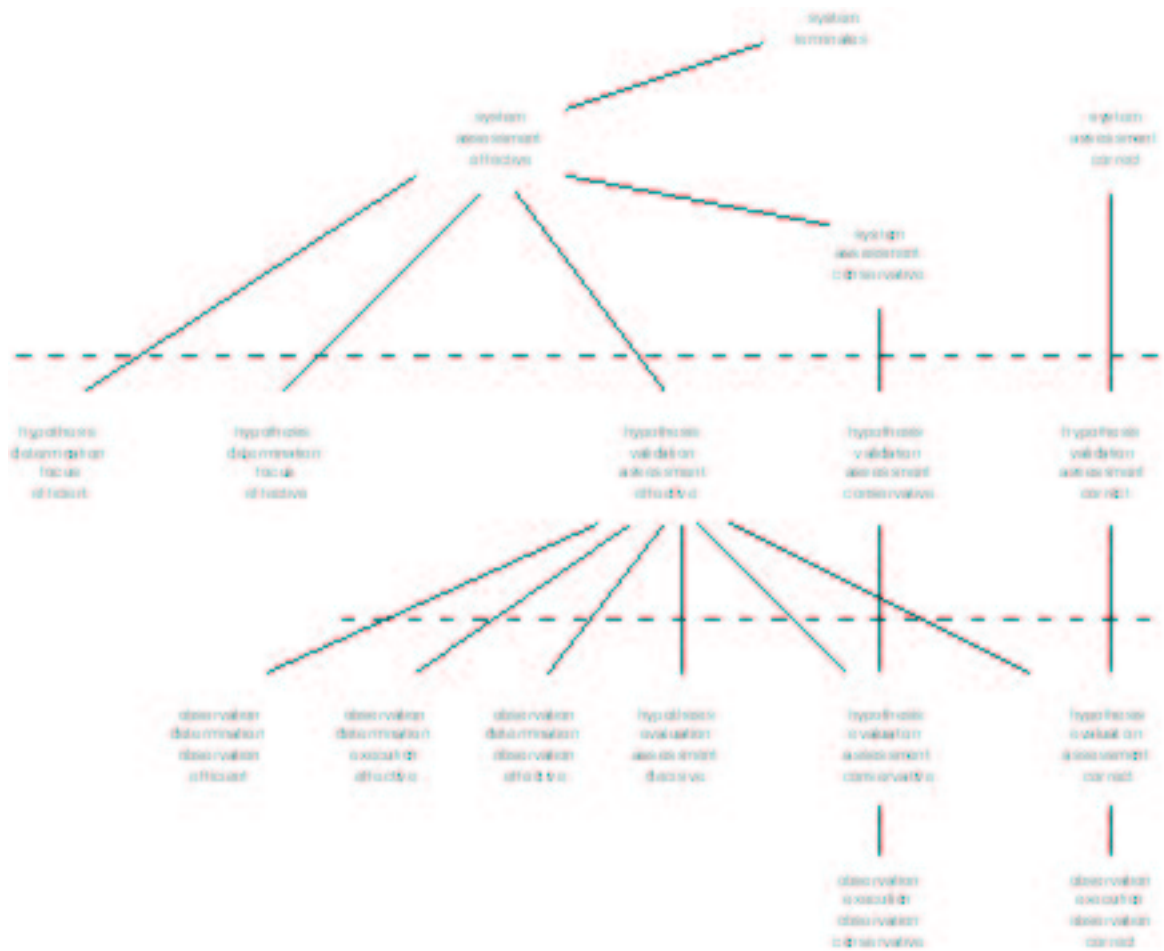 system
terminates
system
assessment
effective
system
assessment
correct
system
assessment
conservative
hypothesis
determination
focus
efficient
hypothesis
determination
focus
effective
hypothesis
validation
assessment
effective
hypothesis
validation
assessment
conservative
hypothesis
validation
assessment
correct
observation
determination
observation
efficient
observation
determination
execution
effective
observation
determination
observation
effective
hypothesis
evaluation
assessment
decisive
hypothesis
evaluation
assessment
conservative
hypothesis
evaluation
assessment
correct
observation
execution
observation
conservative
observation
execution
observation
correct